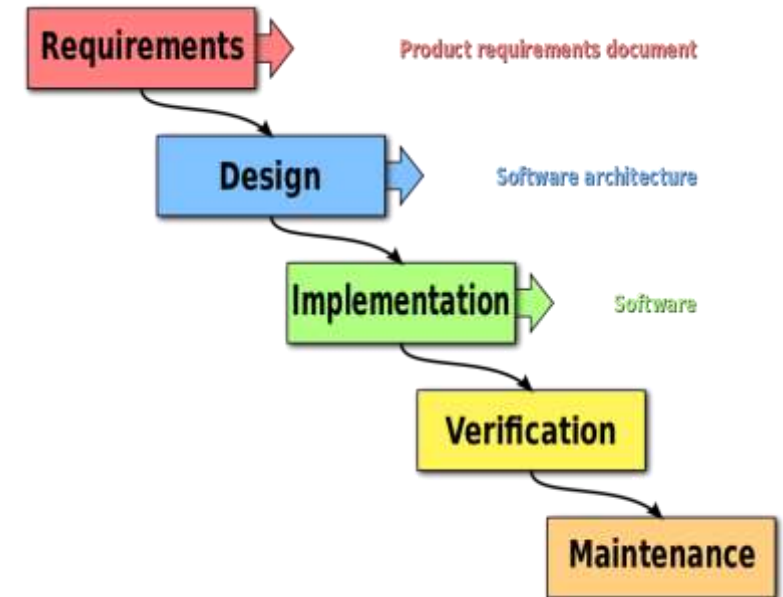 Requirements
Product requirements document
Design
Software architecture
Implementation
Software
Verification
Maintenance